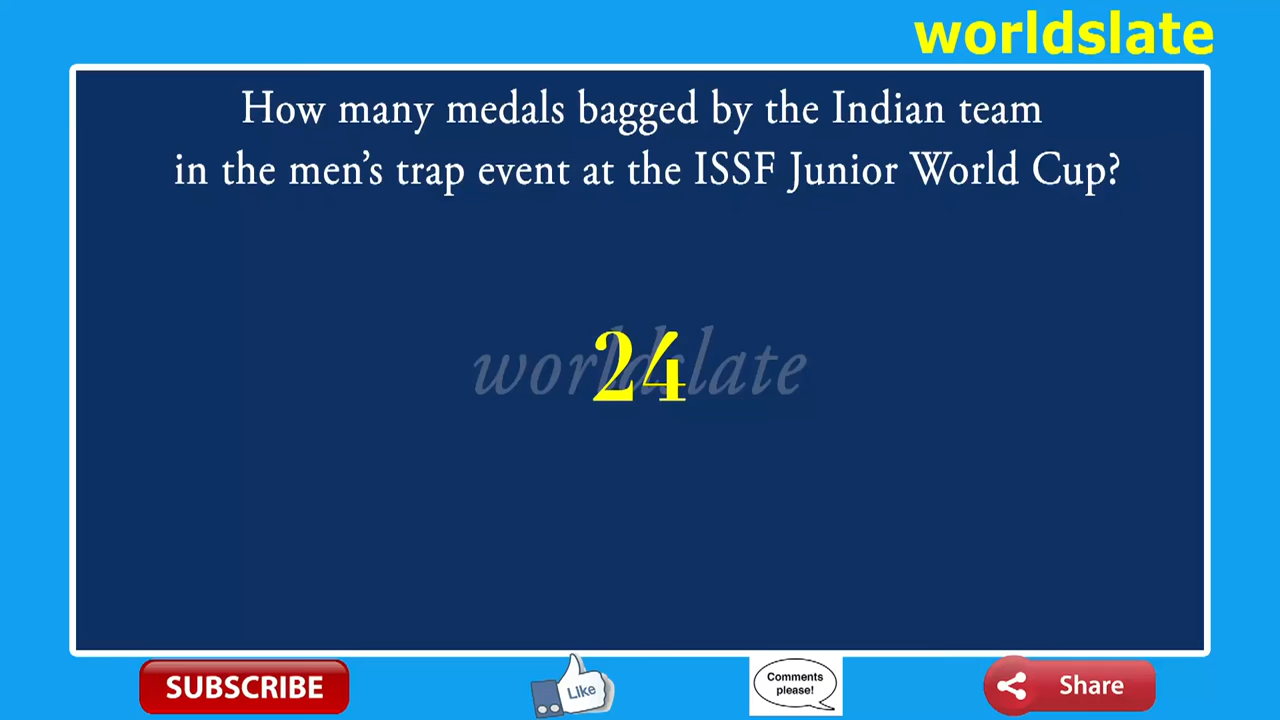 worldslate
How many medals bagged by the Indian team
in the men’s trap event at the ISSF Junior World Cup?
worldslate
24
SUBSCRIBE
Like
Comments
please!
Share